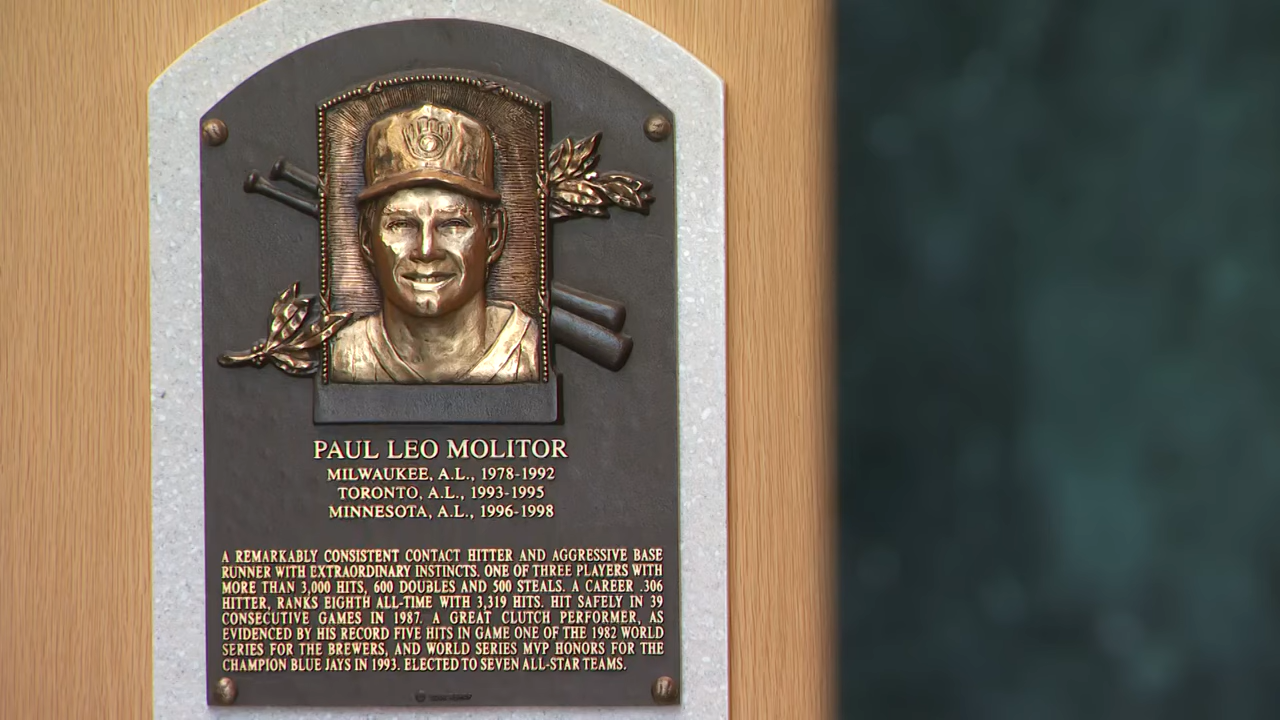 PAUL LEO MOLITOR
MILWAUKEE, A.L., 1978-1992
TORONTO, A.L., 1993-1995
MINNESOTA, A.L., 1996-1998
A REMARKABLY CONSISTENT CONTACT HITTER AND AGGRESSIVE BASE
RUNNER WITH EXTRAORDINARY INSTINCTS. ONE OF THREE PLAYERS WITH
MORE THAN 3,000 HITS, 600 DOUBLES AND 500 STEALS. A CAREER .306
HITTER, RANKS EIGHTH ALL-TIME WITH 3,319 HITS. HIT SAFELY IN 39
CONSECUTIVE GAMES IN 1987. A GREAT CLUTCH PERFORMER, AS
EVIDENCED BY HIS RECORD FIVE HITS IN GAME ONE OF THE 1982 WORLD
SERIES FOR THE BREWERS, AND WORLD SERIES MVP HONORS FOR THE
CHAMPION BLUE JAYS IN 1993. ELECTED TO SEVEN ALL-STAR TEAMS.